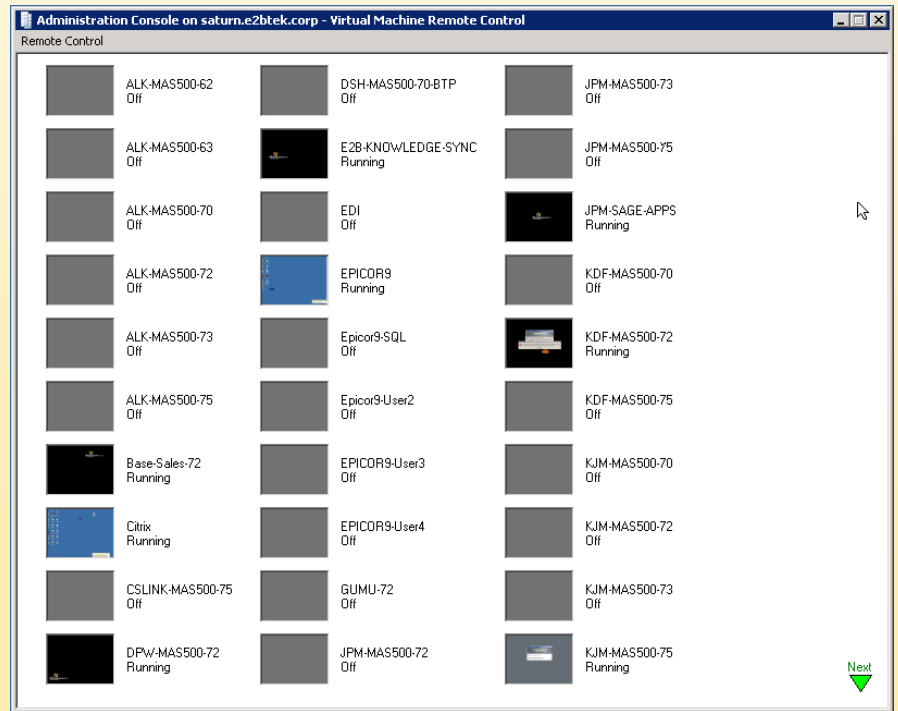 Administration Console on saturn.e2btek.corp - Virtual Machine Remote Control
Remote Control
ALK-MAS500-62
Off
ALK-MAS500-63
Off
ALK-MAS500-70
Off
ALK-MAS500-72
Off
ALK-MAS500-73
Off
ALK-MAS500-75
Off
Base-Sales-72
Running
Citrix
Running
CSLINK-MAS500-75
Off
DPW-MAS500-72
Running
DSH-MAS500-70-BTP
Off
E2B-KNOWLEDGE-SYNC
Running
EDI
Off
EPICOR9
Running
Epicor9-SQL
Off
Epicor9-User2
Off
EPICOR9-User3
Off
EPICOR9-User4
Off
GUMU-72
Off
JPM-MAS500-72
Off
JPM-MAS500-73
Off
JPM-MAS500-75
Off
JPM-SAGE-APPS
Running
KDF-MAS500-70
Off
KDF-MAS500-72
Running
KDF-MAS500-75
Off
KJM-MAS500-70
Off
KJM-MAS500-72
Off
KJM-MAS500-73
Off
KJM-MAS500-75
Running
Next